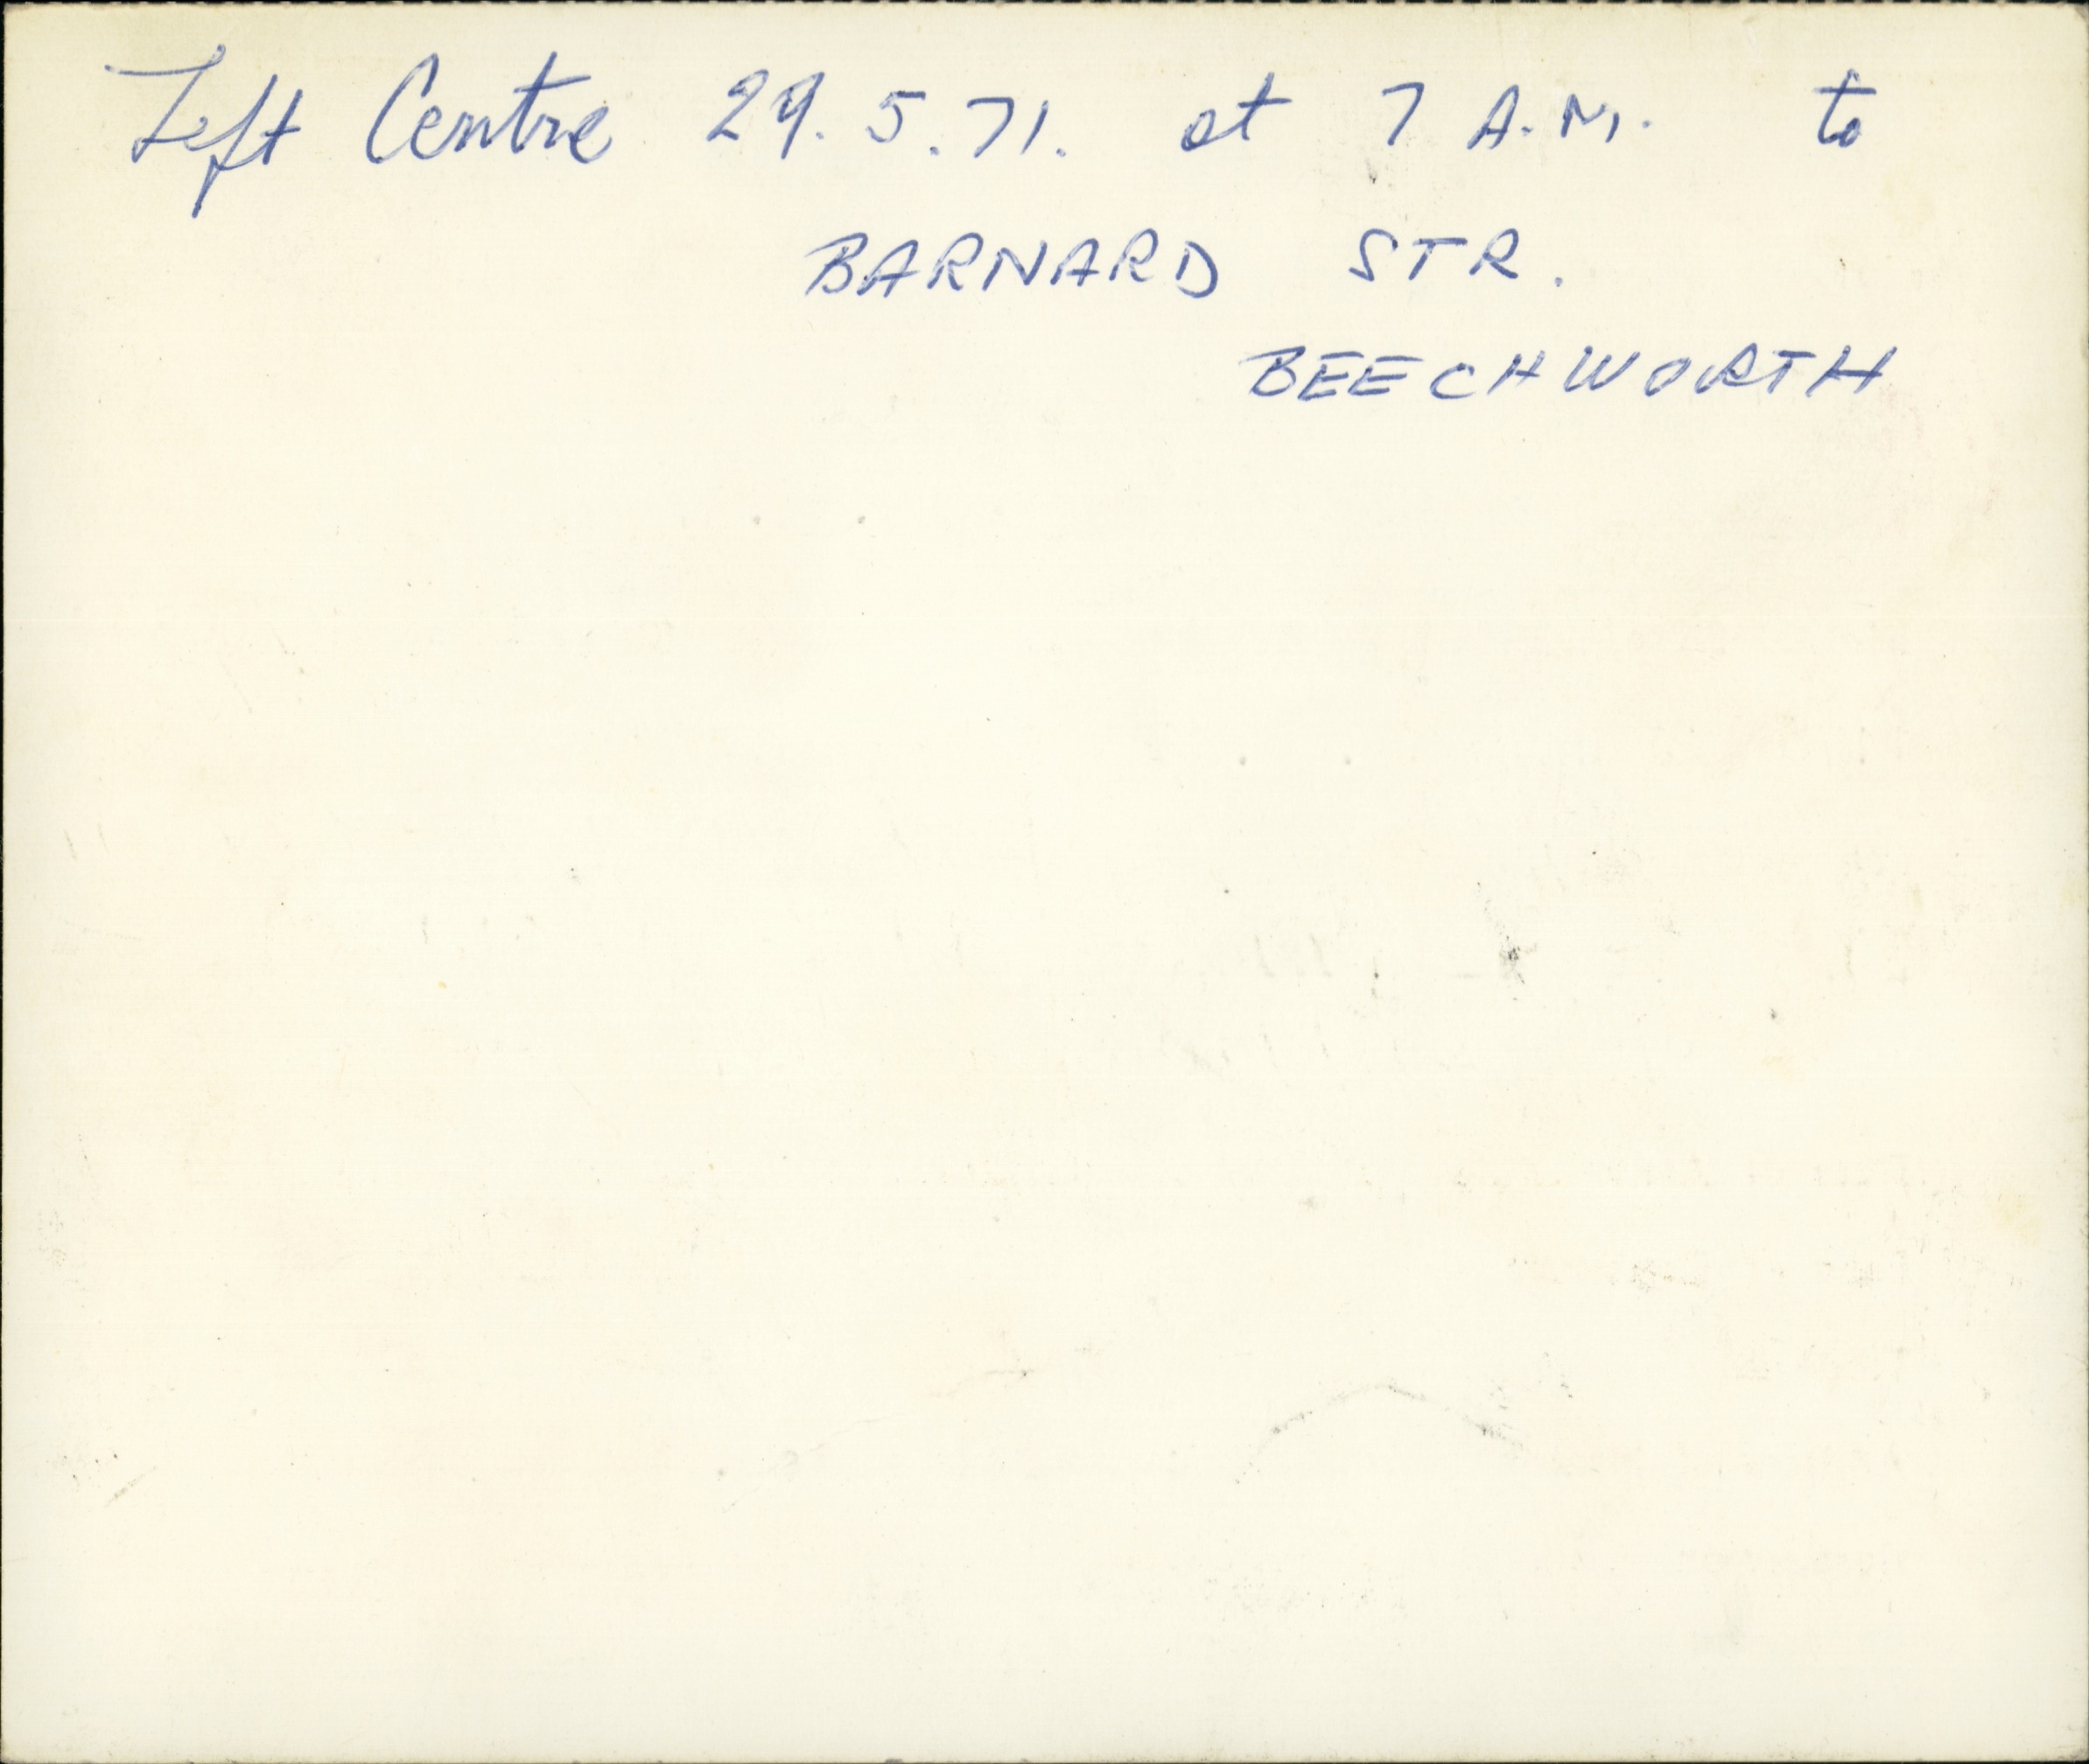 Left Centre 29.5.71. at 7 A.M. to
BARNARD STR.
BEECHWORTH